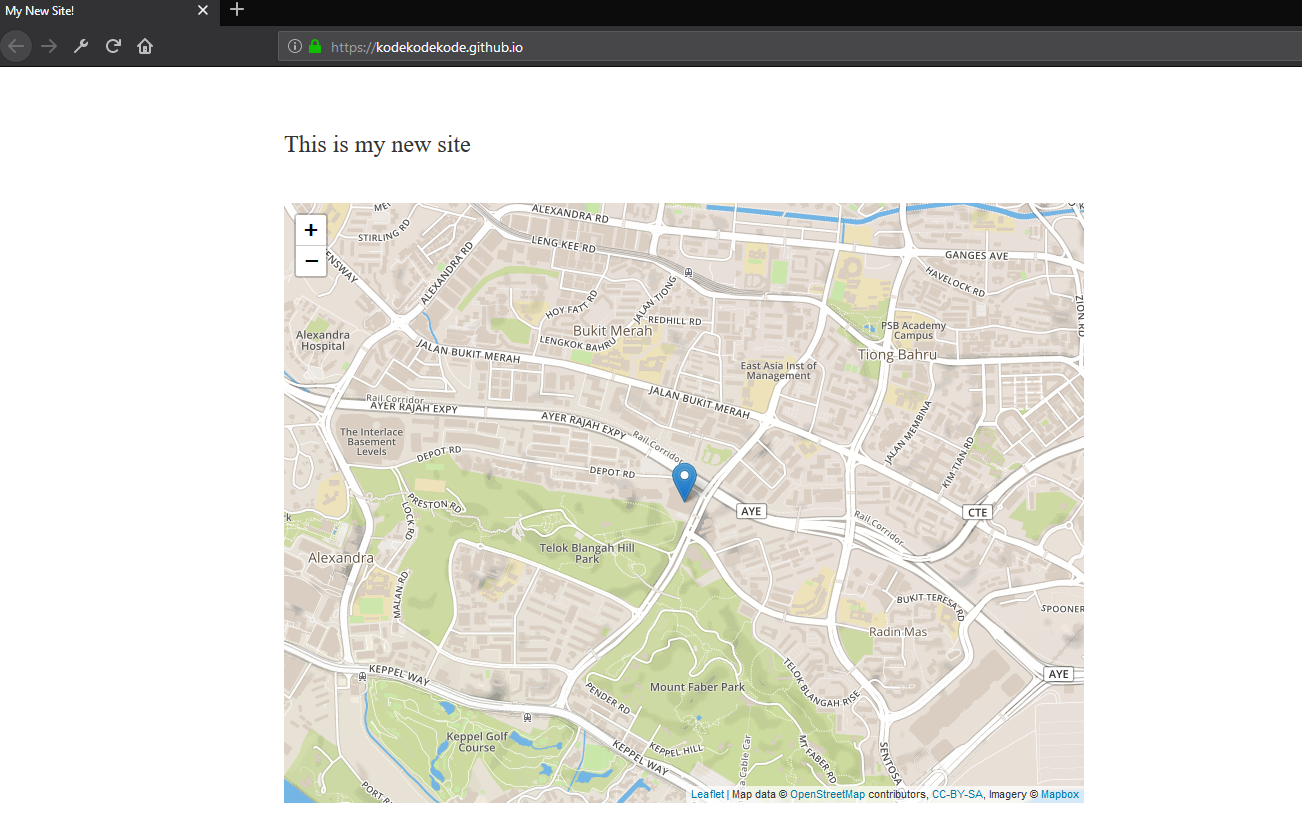 My New Site!
https://kodekodekode.github.io
This is my new site
+
−
STIRLING RD
ALEXANDRA RD
ALEXANDRA RD
LENG KEE RD
GANGES AVE
HAVELOCK RD
ZION RD
HOY FATT RD
JALAN TIONG
REDHILL RD
Bukit Merah
LENGKOK BAHRU
PSB Academy
Campus
Tiong Bahru
Alexandra
Hospital
JALAN BUKIT MERAH
East Asia Inst of
Management
JALAN BUKIT MERAH
Rail Corridor
AYER RAJAH EXPY
AYER RAJAH EXPY
Rail Corridor
JALAN MEMBINA
KIM TIAN RD
The Interlace
Basement
Levels
DEPOT RD
DEPOT RD
PRESTON RD
LOCK RD
AYE
CTE
Rail Corridor
Telok Blangah Hill
Park
Alexandra
MALAN RD
BUKIT TERESA RD
SPOONER
Radin Mas
KEPPEL WAY
AYE
TELOK BLANGAH RISE
Mount Faber Park
PENDER RD
Keppel Golf
Course
KEPPEL HILL
KEPPEL WAY
Cable Car
MT FABER RD
SENTOSA
Leaflet | Map data © OpenStreetMap contributors, CC-BY-SA, Imagery © Mapbox